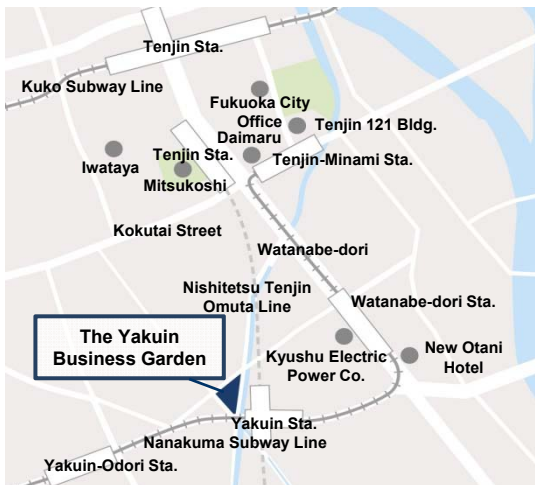 Tenjin Sta.
Kuko Subway Line
Fukuoka City
Office
Tenjin 121 Bldg.
Daimaru
Iwataya
Tenjin Sta.
Tenjin-Minami Sta.
Mitsukoshi
Kokutai Street
Watanabe-dori
Nishitetsu Tenjin
Omuta Line
Watanabe-dori Sta.
The Yakuin
Business Garden
Kyushu Electric
Power Co.
New Otani
Hotel
Yakuin Sta.
Nanakuma Subway Line
Yakuin-Odori Sta.